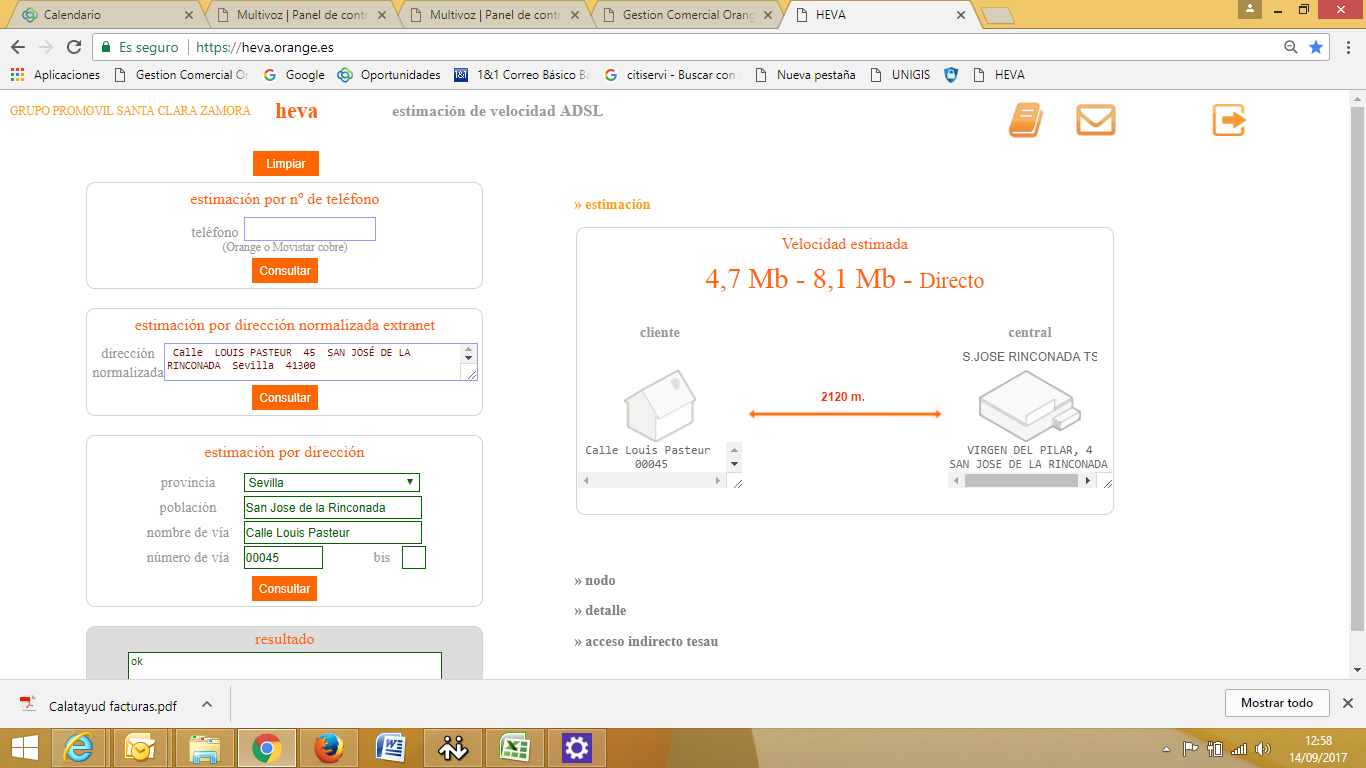 Calendario
Multivoz | Panel de contr
Multivoz | Panel de contr
Gestion Comercial Orang
HEVA
Es seguro
https://heva.orange.es
Aplicaciones
Gestion Comercial Or
Google
Oportunidades
1&1 Correo Básico Ba
citiservi - Buscar con
Nueva pestaña
UNIGIS
HEVA
GRUPO PROMOVIL SANTA CLARA ZAMORA
heva
estimación de velocidad ADSL
Limpiar
estimación por nº de teléfono
teléfono
(Orange o Movistar cobre)
Consultar
estimación por dirección normalizada extranet
dirección normalizada
Calle LOUIS PASTEUR 45 SAN JOSÉ DE LA
RINCONADA Sevilla 41300
Consultar
estimación por dirección
provincia Sevilla
población San Jose de la Rinconada
nombre de vía Calle Louis Pasteur
número de vía 00045 bis
Consultar
resultado
ok
» estimación
Velocidad estimada
4,7 Mb - 8,1 Mb - Directo
cliente
central
S.JOSE RINCONADA TS
2120 m.
Calle Louis Pasteur
00045
VIRGEN DEL PILAR, 4
SAN JOSE DE LA RINCONADA
» nodo
» detalle
» acceso indirecto tesau
Calatayud facturas.pdf
Mostrar todo
12:58
14/09/2017